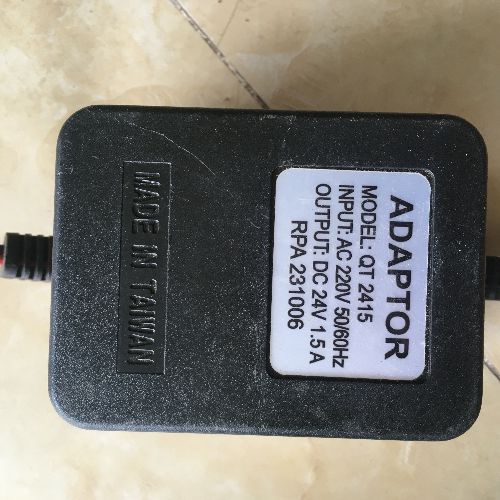 ADAPTOR
MODEL: QT 2415
INPUT: AC 220V 50/60Hz
OUTPUT: DC 24V 1.5 A
RPA 231006
MADE IN TAIWAN